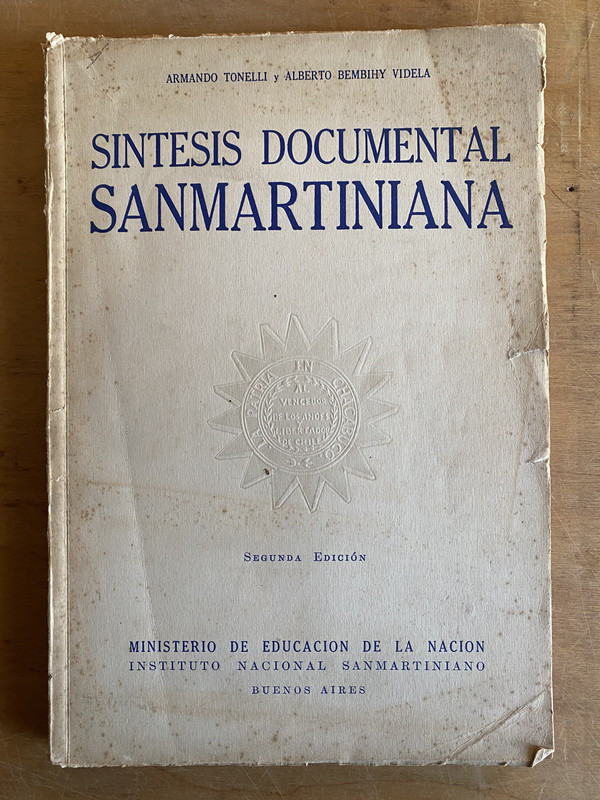 ARMANDO TONELLI y ALBERTO BEMBIHY VIDELA
SINTESIS DOCUMENTAL
SANMARTINIANA
LA PATRIA EN CHACABUCO
AL
VENCEDOR
DE LOS ANDES
Y LIBERTADOR
DE CHILE
SEGUNDA EDICIÓN
MINISTERIO DE EDUCACION DE LA NACION
INSTITUTO NACIONAL SANMARTINIANO
BUENOS AIRES